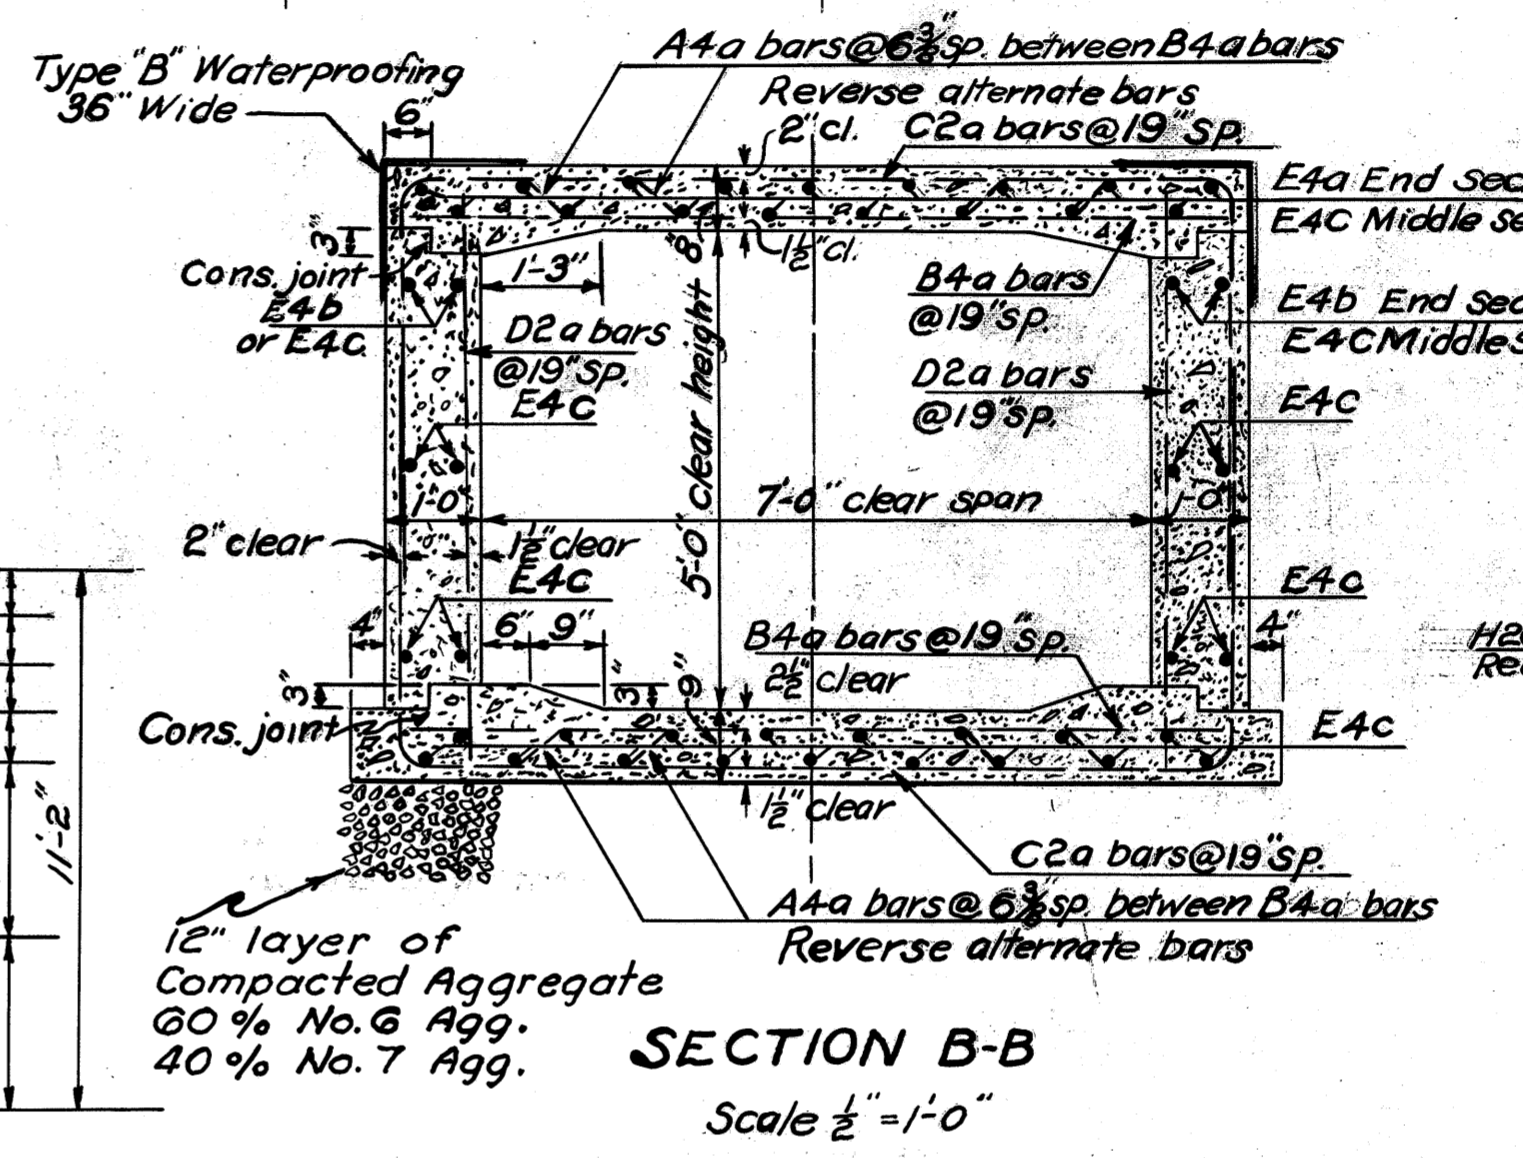 A4a bars@6⅜"sp. between B4a bars
Reverse alternate bars
Type "B" Waterproofing
36" Wide
6"
2"cl.
C2a bars@19"sp.
E4a End Sec
E4C Middle se
3"
8"
1½"cl.
Cons. joint
E4b
or E4C
1'-3"
B4a bars
@19"sp.
E4b End Sec
E4C Middle S
D2a bars
@19"SP.
E4C
5'-0" clear height
D2a bars
@19"sp.
E4C
1'-0"
7'-0" clear span
1'-0"
2" clear
1½" clear
E4C
E4C
4"
6"
9"
B4a bars@19"sp.
4"
3"
3"
9"
2½" clear
Cons. joint
E4C
1½" clear
11'-2"
C2a bars@19"sp.
A4a bars@6⅜"sp. between B4a bars
Reverse alternate bars
12" layer of
Compacted Aggregate
60% No. 6 Agg.
40% No. 7 Agg.
SECTION B-B
Scale ½"=1'-0"